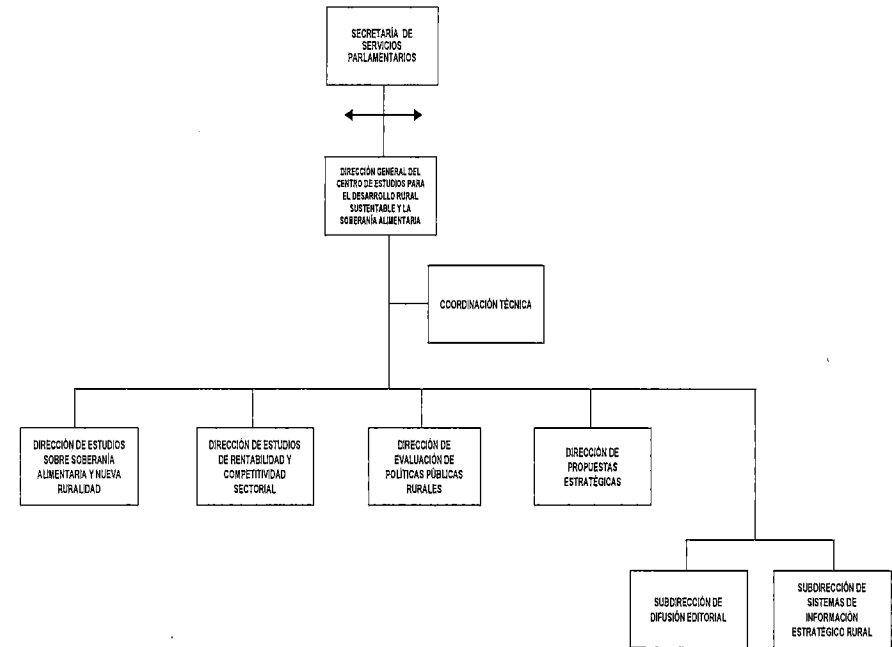 SECRETARÍA DE
SERVICIOS
PARLAMENTARIOS
DIRECCIÓN GENERAL DEL
CENTRO DE ESTUDIOS PARA
EL DESARROLLO RURAL
SUSTENTABLE Y LA
SOBERANÍA ALIMENTARIA
COORDINACIÓN TÉCNICA
DIRECCIÓN DE ESTUDIOS
SOBRE SOBERANÍA
ALIMENTARIA Y NUEVA
RURALIDAD
DIRECCIÓN DE ESTUDIOS
DE RENTABILIDAD Y
COMPETITIVIDAD
SECTORIAL
DIRECCIÓN DE
EVALUACIÓN DE
POLÍTICAS PÚBLICAS
RURALES
DIRECCIÓN DE
PROPUESTAS
ESTRATÉGICAS
SUBDIRECCIÓN DE
DIFUSIÓN EDITORIAL
SUBDIRECCIÓN DE
SISTEMAS DE
INFORMACIÓN
ESTRATÉGICO RURAL